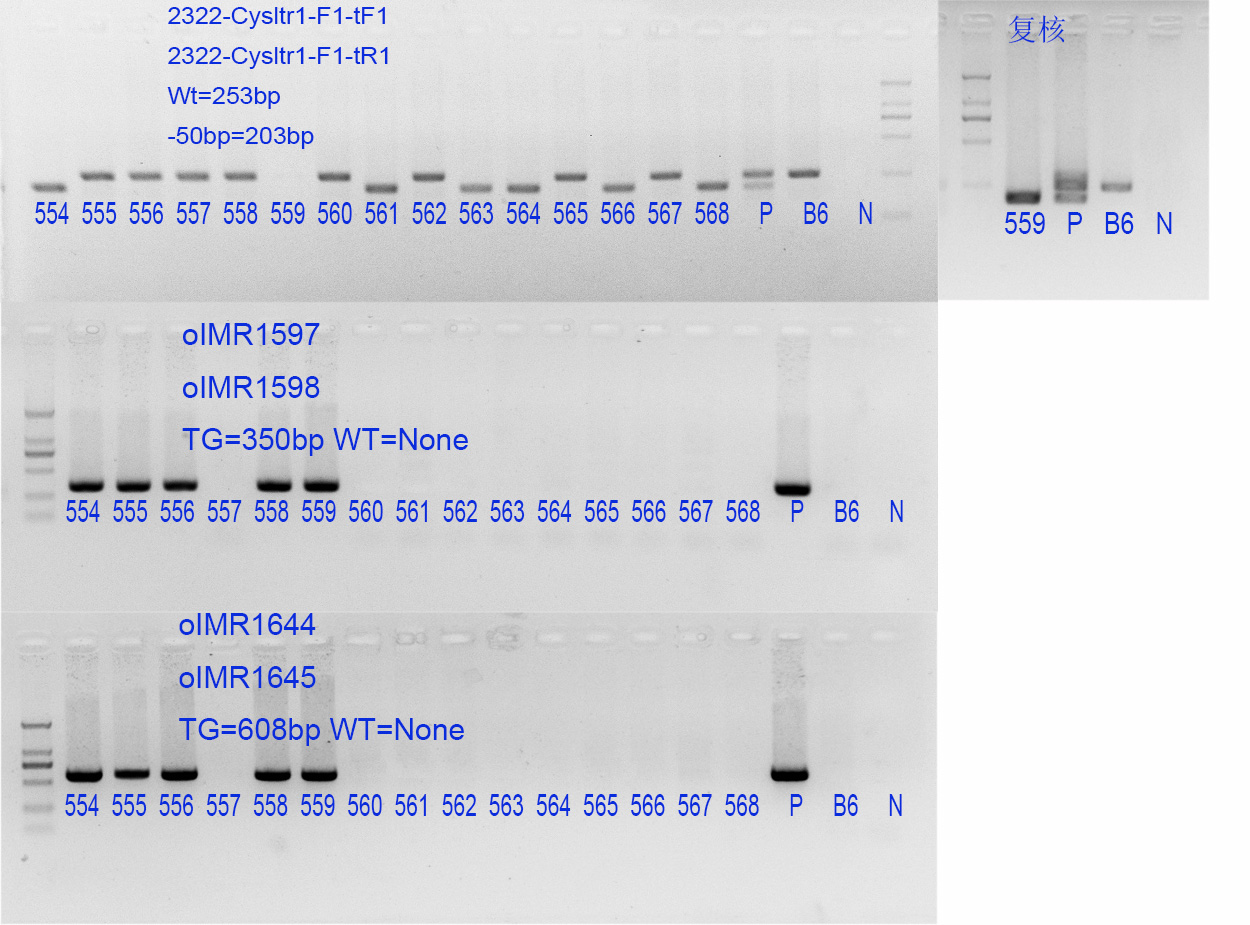 2322-Cysltr1-F1-tF1
2322-Cysltr1-F1-tR1
Wt=253bp
-50bp=203bp
554 555 556 557 558 559 560 561 562 563 564 565 566 567 568 P B6 N
复核
559 P B6 N
oIMR1597
oIMR1598
TG=350bp WT=None
554 555 556 557 558 559 560 561 562 563 564 565 566 567 568 P B6 N
oIMR1644
oIMR1645
TG=608bp WT=None
554 555 556 557 558 559 560 561 562 563 564 565 566 567 568 P B6 N